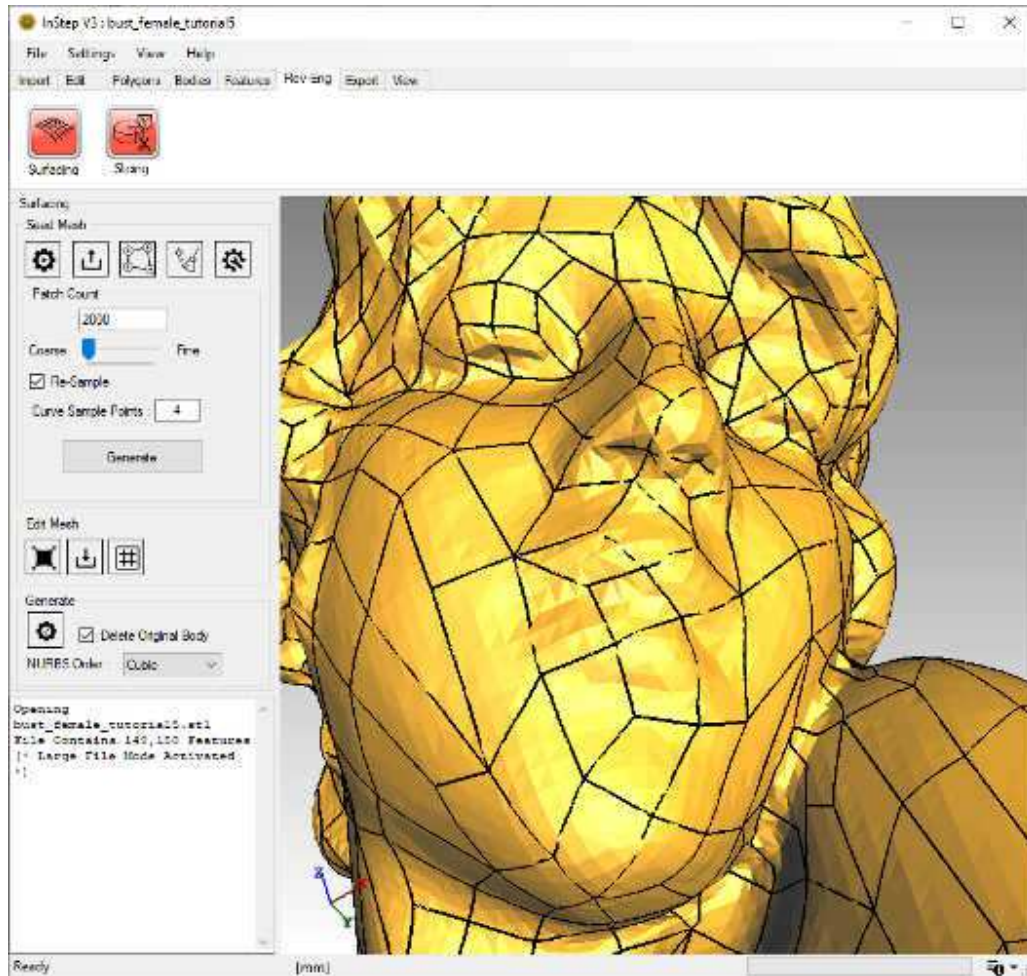 InStep V3 : bust_female_tutorial5
File Settings View Help
Import Edit Polygons Bodies Features Rev Eng Export View
Surfacing Slicing
Surfacing
Seed Mesh
Patch Count
2000
Coarse Fine
Re-Sample
Curve Sample Points 4
Generate
Edit Mesh
Generate
Delete Original Body
NURBS Order Cubic
Opening
bust_female_tutorial5.stl
File Contains 149,130 Features
[* Large File Mode Activated
*]
Z
X
Y
Ready [mm]